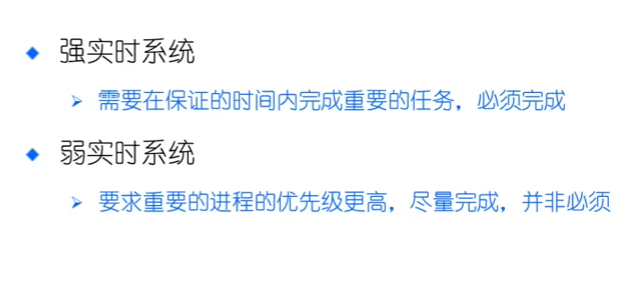 强实时系统
需要在保证的时间内完成重要的任务，必须完成
弱实时系统
要求重要的进程的优先级更高，尽量完成，并非必须